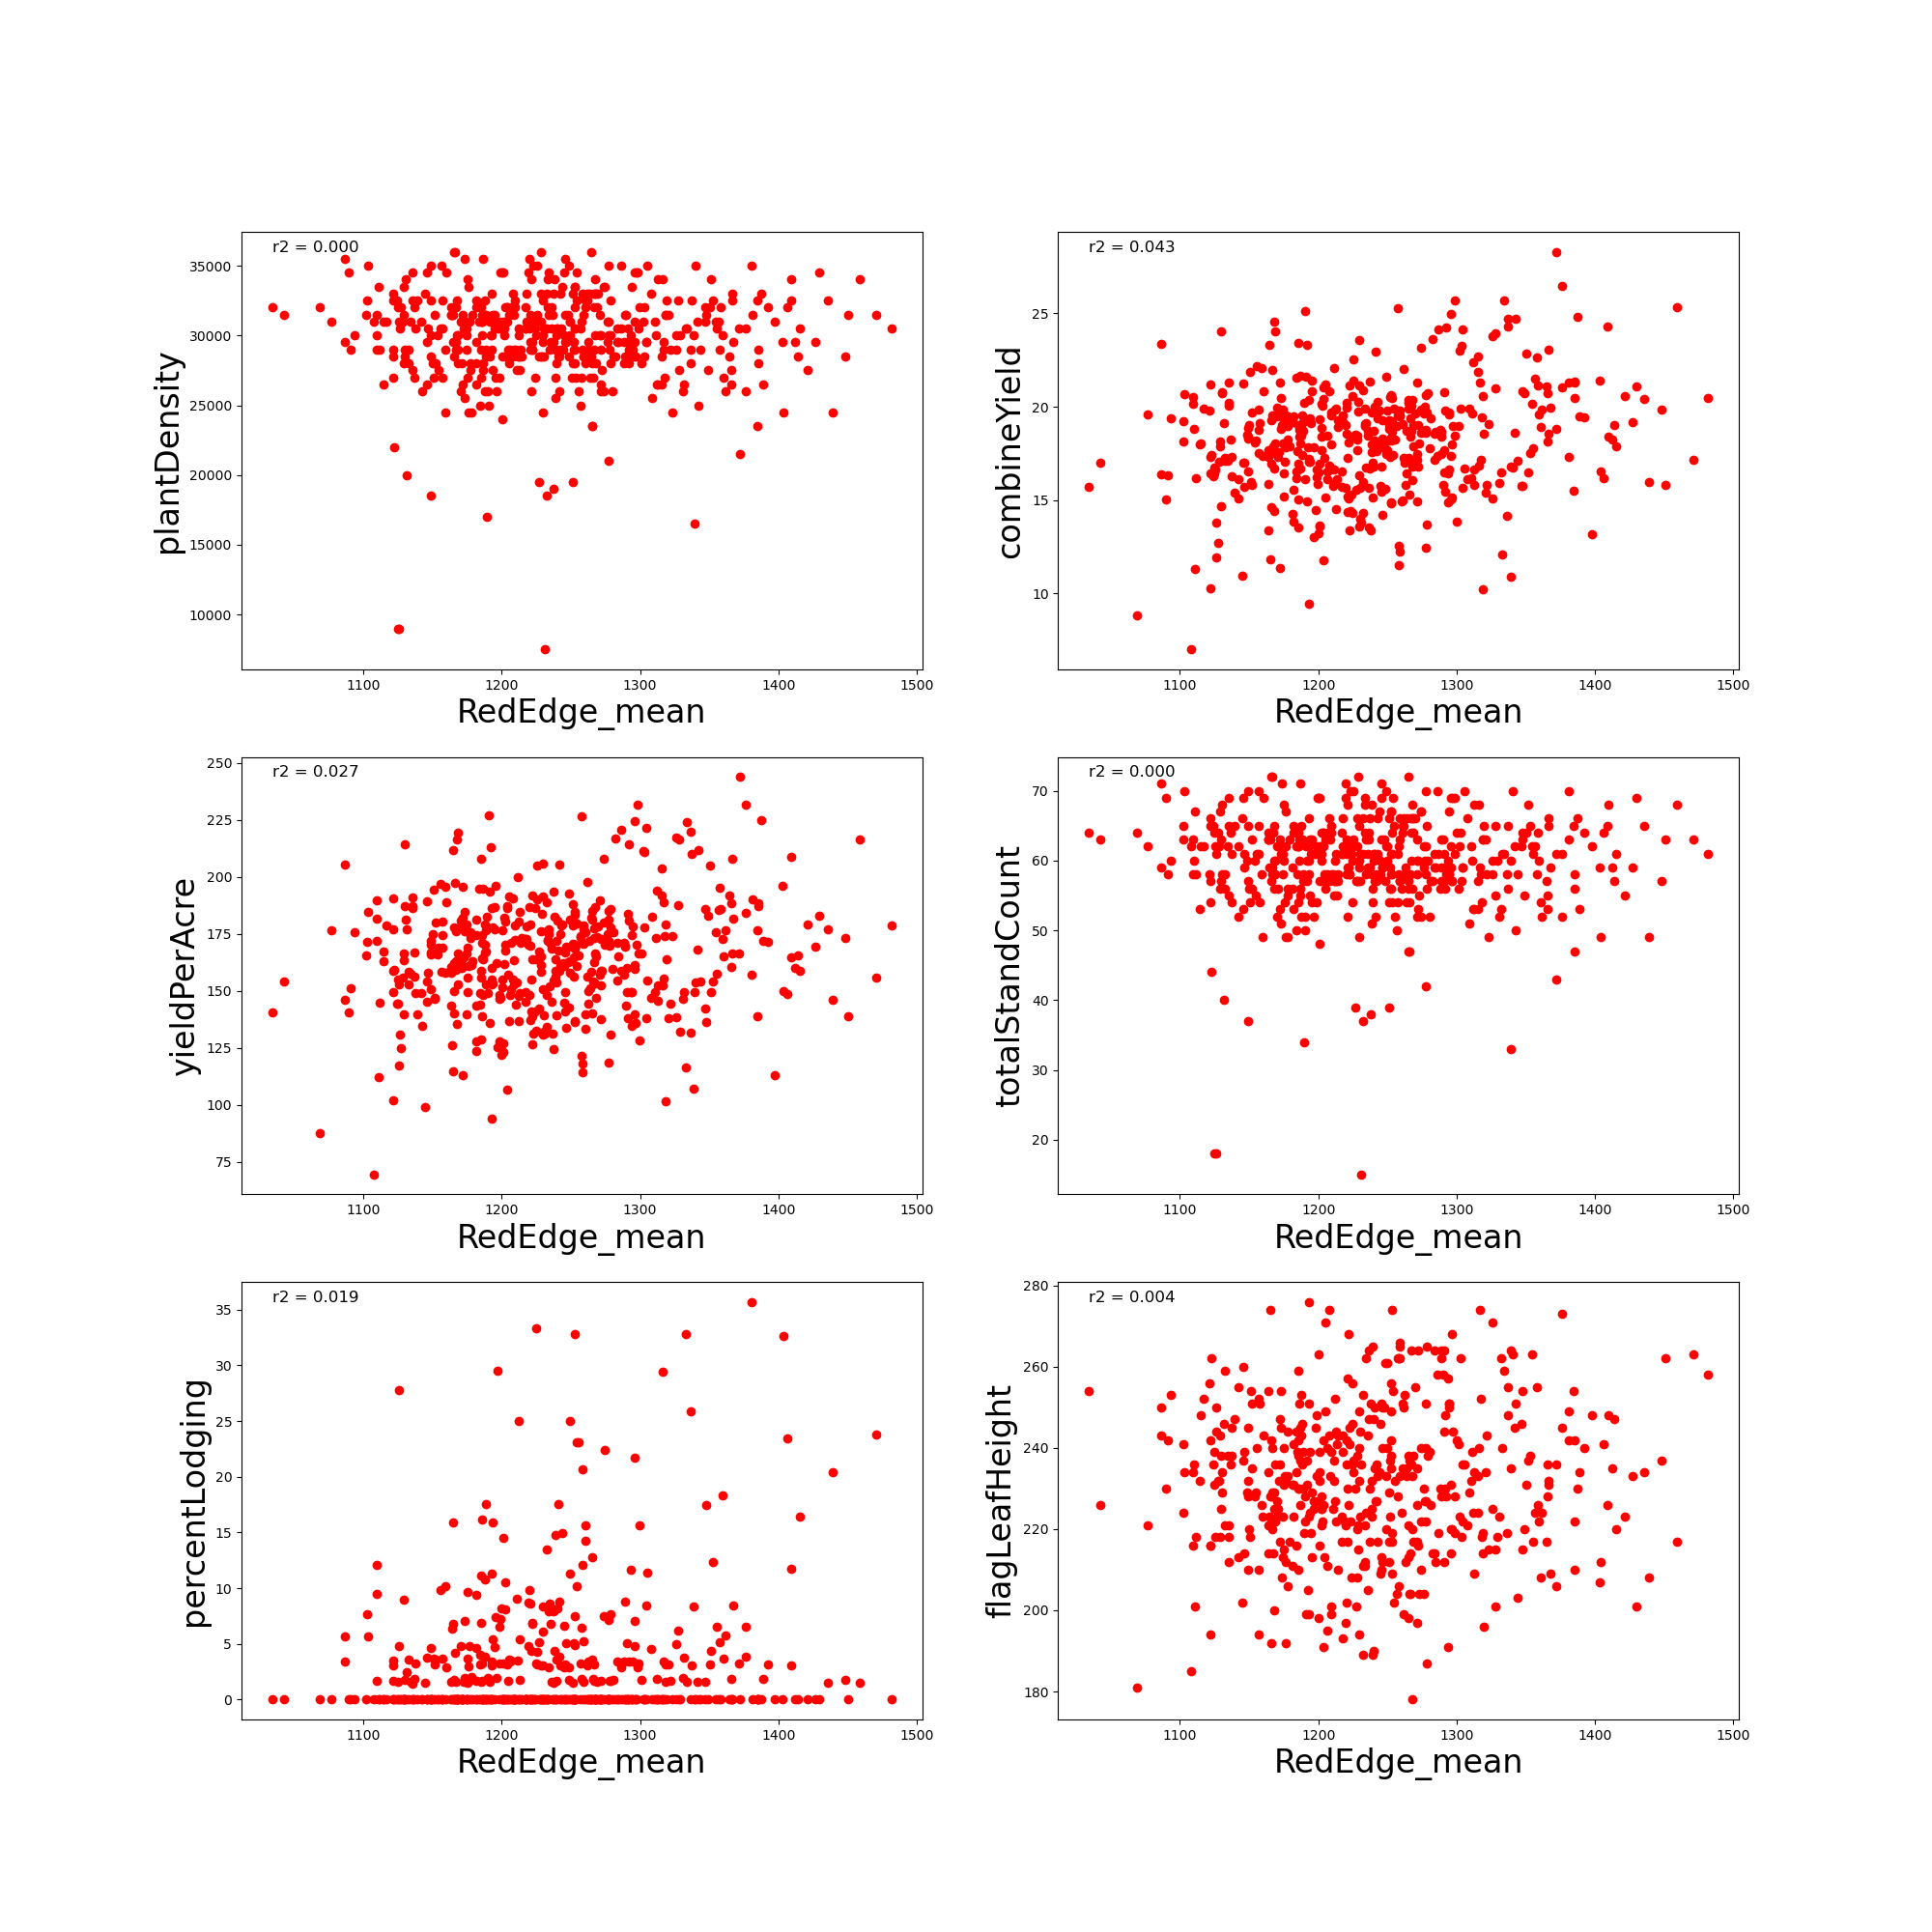 r2 = 0.000
35000
30000
25000
20000
15000
10000
plantDensity
1100 1200 1300 1400 1500
RedEdge_mean
r2 = 0.043
25
20
15
10
combineYield
1100 1200 1300 1400 1500
RedEdge_mean
r2 = 0.027
250
225
200
175
150
125
100
75
yieldPerAcre
1100 1200 1300 1400 1500
RedEdge_mean
r2 = 0.000
70
60
50
40
30
20
totalStandCount
1100 1200 1300 1400 1500
RedEdge_mean
r2 = 0.019
35
30
25
20
15
10
5
0
percentLodging
1100 1200 1300 1400 1500
RedEdge_mean
r2 = 0.004
280
260
240
220
200
180
flagLeafHeight
1100 1200 1300 1400 1500
RedEdge_mean